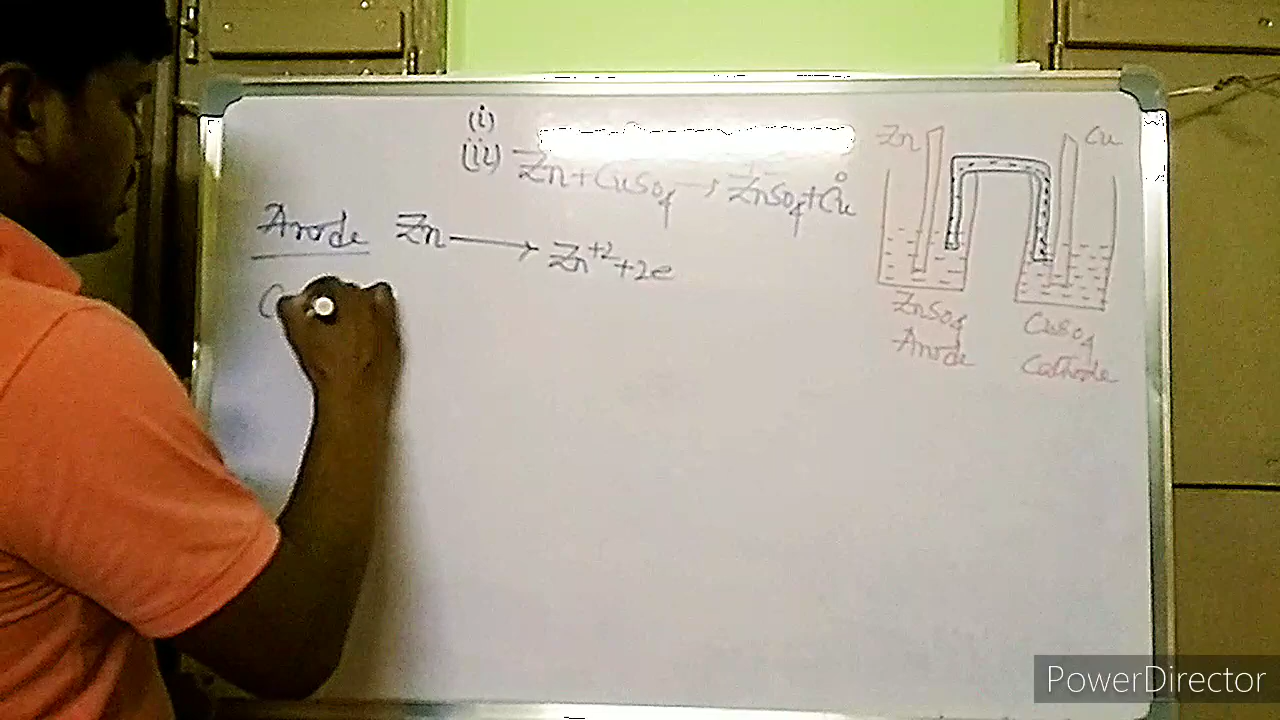 (i)
(ii) Zn + CuSO4 → ZnSO4 + Cu
Anode Zn → Zn+2 + 2e
C
Zn
Cu
ZnSO4
Anode
CuSO4
Cathode
PowerDirector